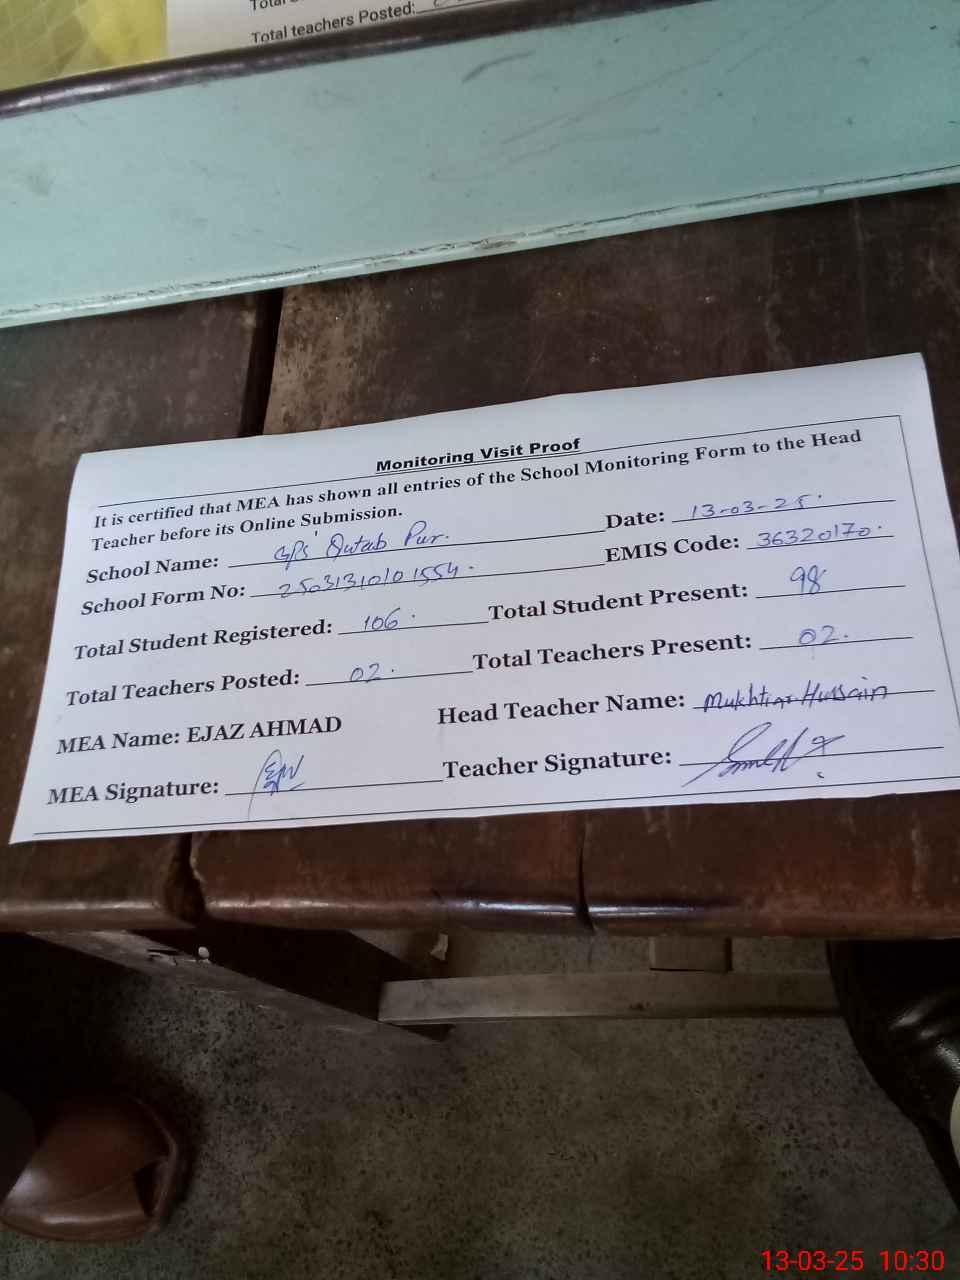 Total teachers Posted:
Monitoring Visit Proof
It is certified that MEA has shown all entries of the School Monitoring Form to the Head
Teacher before its Online Submission.
School Name: GPS Qutab Pur. Date: 13-03-25.
School Form No: 25031310101554. EMIS Code: 36320170.
Total Student Registered: 106. Total Student Present: 98
Total Teachers Posted: 02. Total Teachers Present: 02.
MEA Name: EJAZ AHMAD Head Teacher Name: Mukhtiar Hussain
MEA Signature: Teacher Signature:
13-03-25 10:30